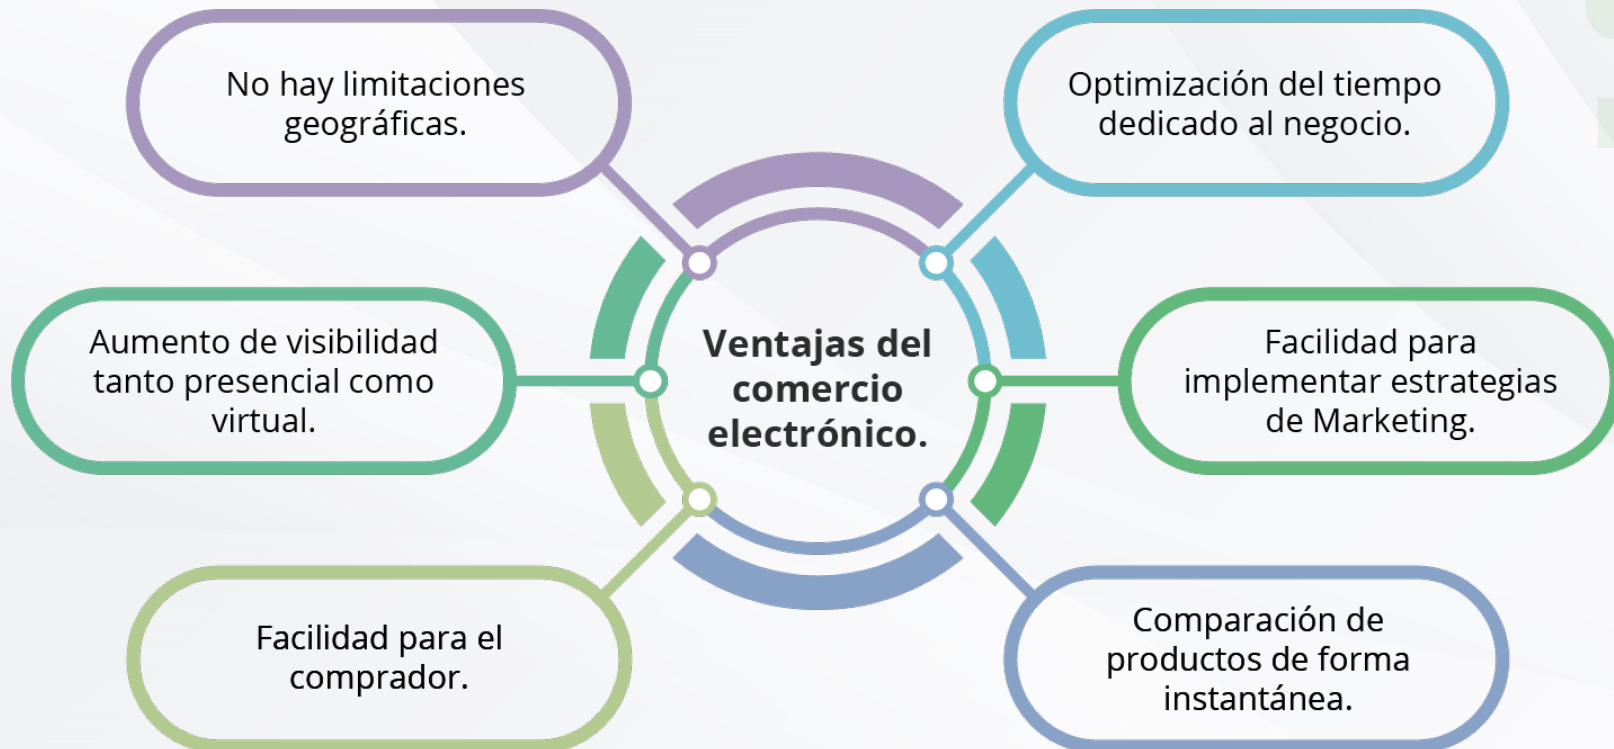 No hay limitaciones
geográficas.
Optimización del tiempo
dedicado al negocio.
Aumento de visibilidad
tanto presencial como
virtual.
Ventajas del
comercio
electrónico.
Facilidad para
implementar estrategias
de Marketing.
Facilidad para el
comprador.
Comparación de
productos de forma
instantánea.